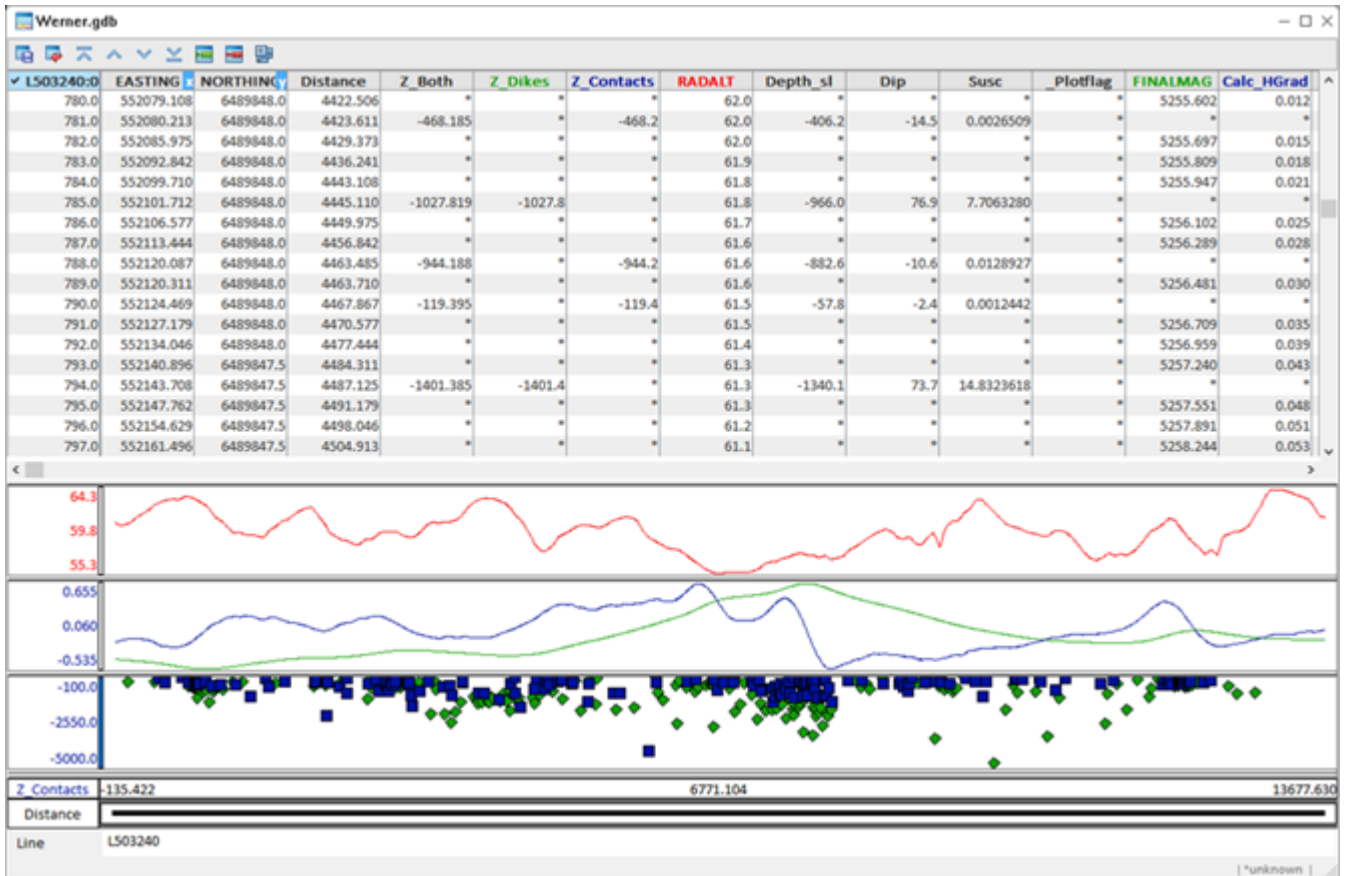 Werner.gdb
✓ L503240:0 EASTING x NORTHING y Distance Z_Both Z_Dikes Z_Contacts RADALT Depth_sl Dip Susc _Plotflag FINALMAG Calc_HGrad
780.0 552079.108 6489848.0 4422.506 * * * 62.0 * * * * 5255.602 0.012
781.0 552080.213 6489848.0 4423.611 -468.185 * -468.2 62.0 -406.2 -14.5 0.0026509 * * *
782.0 552085.975 6489848.0 4429.373 * * * 62.0 * * * * 5255.697 0.015
783.0 552092.842 6489848.0 4436.241 * * * 61.9 * * * * 5255.809 0.018
784.0 552099.710 6489848.0 4443.108 * * * 61.8 * * * * 5255.947 0.021
785.0 552101.712 6489848.0 4445.110 -1027.819 -1027.8 * 61.8 -966.0 76.9 7.7063280 * * *
786.0 552106.577 6489848.0 4449.975 * * * 61.7 * * * * 5256.102 0.025
787.0 552113.444 6489848.0 4456.842 * * * 61.6 * * * * 5256.289 0.028
788.0 552120.087 6489848.0 4463.485 -944.188 * -944.2 61.6 -882.6 -10.6 0.0128927 * * *
789.0 552120.311 6489848.0 4463.710 * * * 61.6 * * * * 5256.481 0.030
790.0 552124.469 6489848.0 4467.867 -119.395 * -119.4 61.5 -57.8 -2.4 0.0012442 * * *
791.0 552127.179 6489848.0 4470.577 * * * 61.5 * * * * 5256.709 0.035
792.0 552134.046 6489848.0 4477.444 * * * 61.4 * * * * 5256.959 0.039
793.0 552140.896 6489847.5 4484.311 * * * 61.3 * * * * 5257.240 0.043
794.0 552143.708 6489847.5 4487.125 -1401.385 -1401.4 * 61.3 -1340.1 73.7 14.8323618 * * *
795.0 552147.762 6489847.5 4491.179 * * * 61.3 * * * * 5257.551 0.048
796.0 552154.629 6489847.5 4498.046 * * * 61.2 * * * * 5257.891 0.051
797.0 552161.496 6489847.5 4504.913 * * * 61.1 * * * * 5258.244 0.053
64.3
59.8
55.3
0.655
0.060
-0.535
-100.0
-2550.0
-5000.0
Z_Contacts -135.422 6771.104 13677.630
Distance
Line L503240
| *unknown |